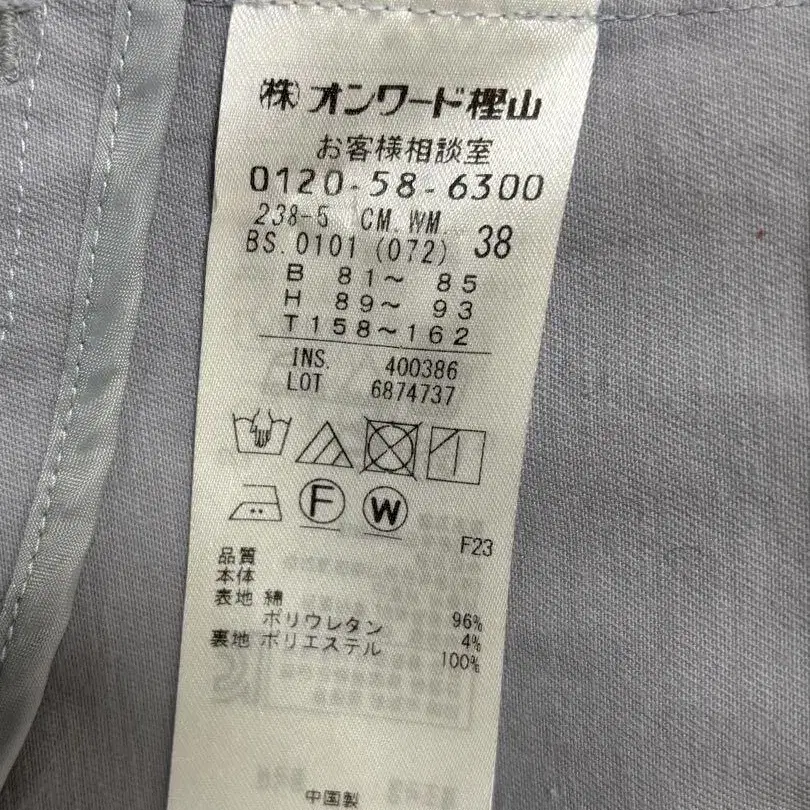 ㈱オンワード樫山
お客様相談室
0120-58-6300
238-5 CM.WM.
BS.0101 (072) 38
B 81～ 85
H 89～ 93
T158～162
INS. 400386
LOT 6874737
F W
F23
品質
本体
表地 綿 96%
ポリウレタン 4%
裏地 ポリエステル 100%
中国製